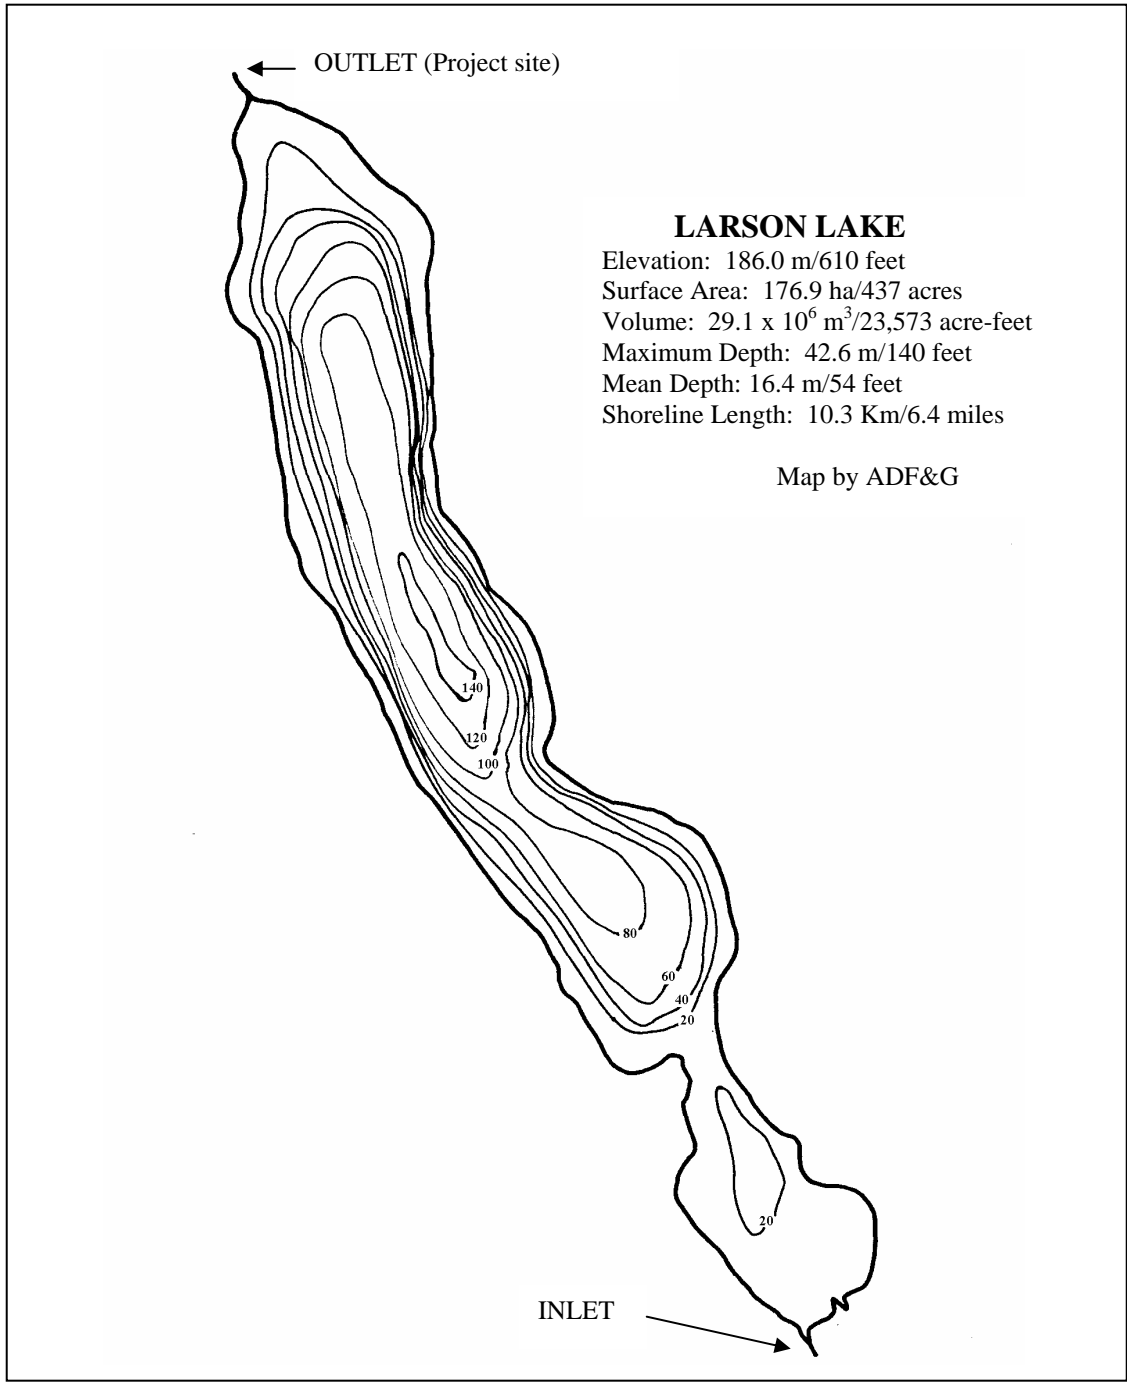 OUTLET (Project site)
LARSON LAKE
Elevation: 186.0 m/610 feet
Surface Area: 176.9 ha/437 acres
Volume: 29.1 x 10⁶ m³/23,573 acre-feet
Maximum Depth: 42.6 m/140 feet
Mean Depth: 16.4 m/54 feet
Shoreline Length: 10.3 Km/6.4 miles
Map by ADF&G
140
120
100
80
60
40
20
20
INLET